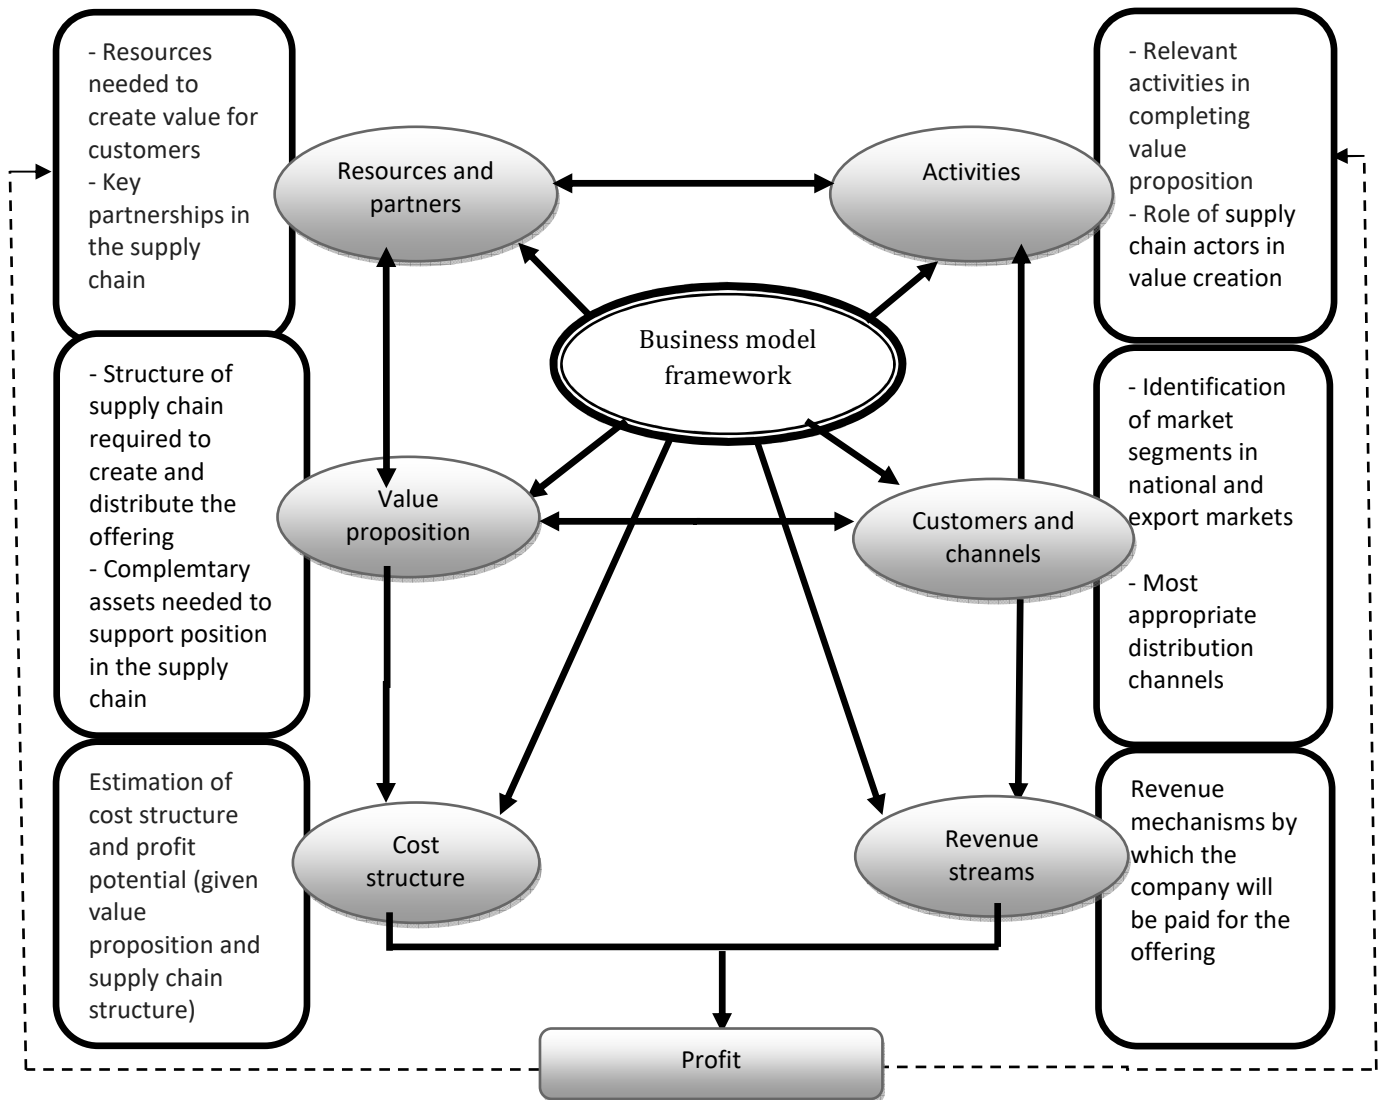 - Resources
needed to
create value for
customers
- Key
partnerships in
the supply
chain
Resources and
partners
Activities
- Relevant
activities in
completing
value
proposition
- Role of supply
chain actors in
value creation
Business model
framework
- Structure of
supply chain
required to
create and
distribute the
offering
- Complemtary
assets needed to
support position
in the supply
chain
Value
proposition
Customers and
channels
- Identification
of market
segments in
national and
export markets
- Most
appropriate
distribution
channels
Estimation of
cost structure
and profit
potential (given
value
proposition and
supply chain
structure)
Cost
structure
Revenue
streams
Revenue
mechanisms by
which the
company will
be paid for the
offering
Profit